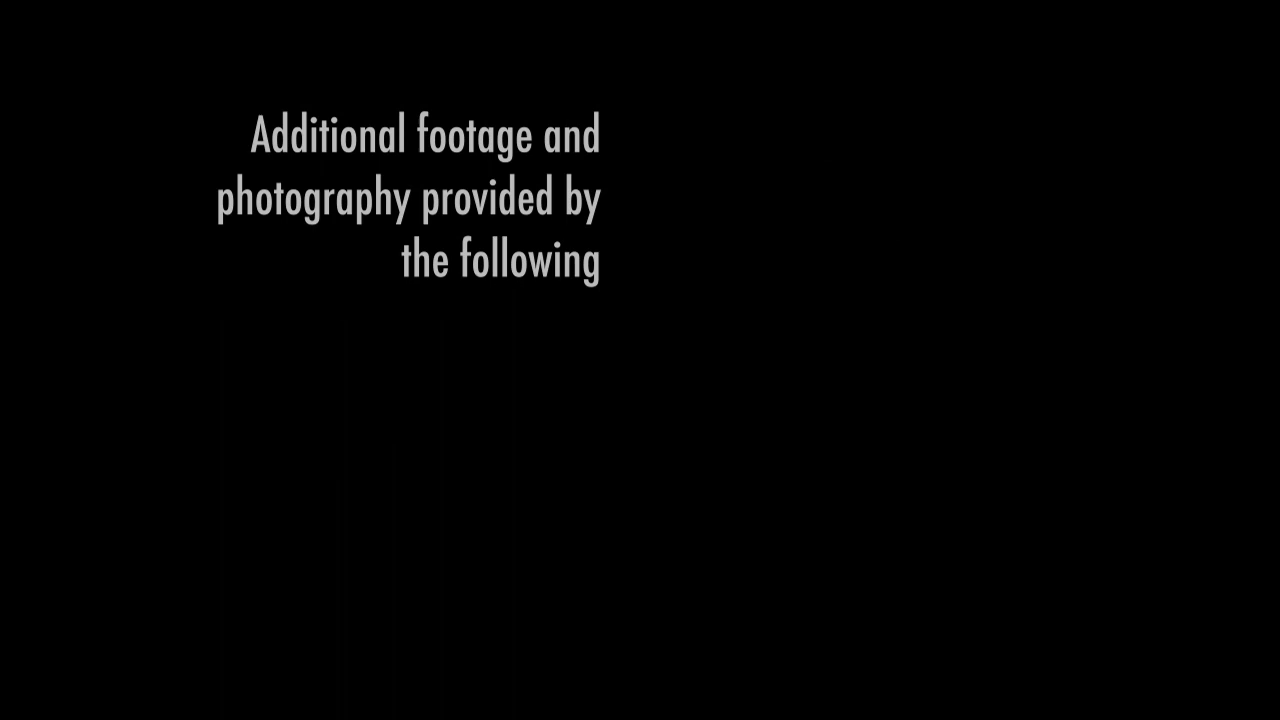 Additional footage and
photography provided by
the following